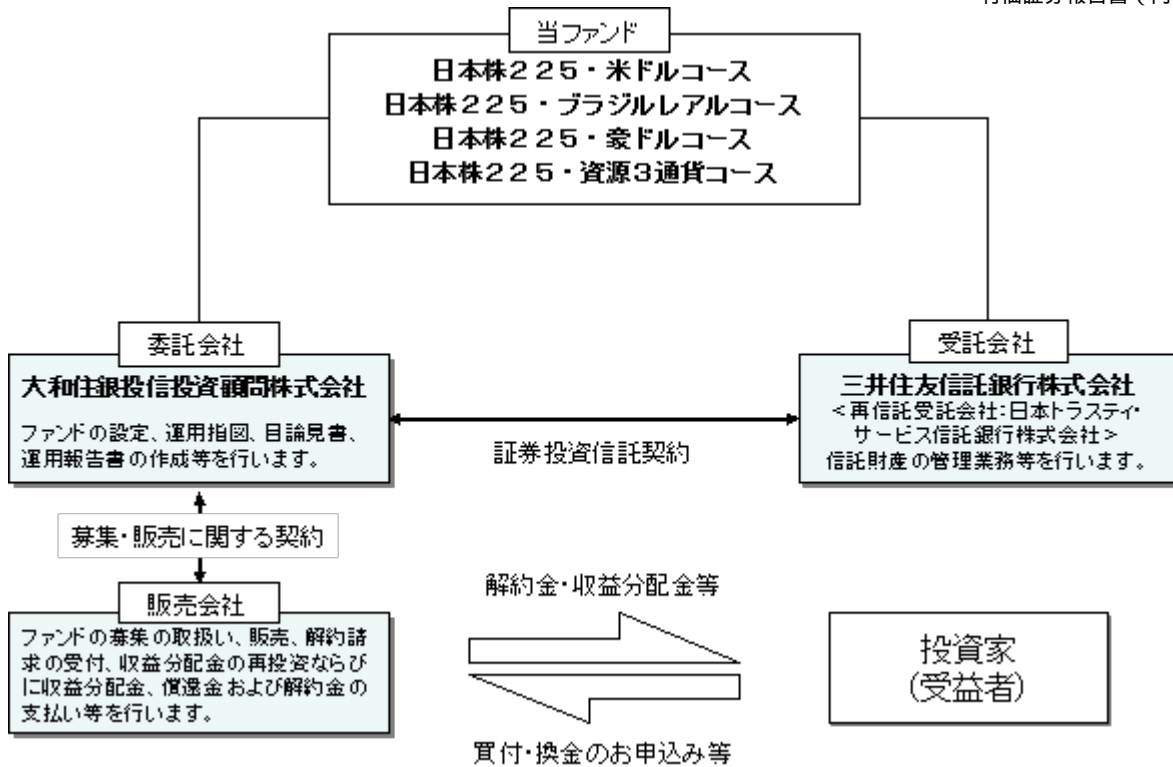 当ファンド
日本株２２５・米ドルコース
日本株２２５・ブラジルレアルコース
日本株２２５・豪ドルコース
日本株２２５・資源３通貨コース
委託会社
大和住銀投信投資顧問株式会社
ファンドの設定、運用指図、目論見書、
運用報告書の作成等を行います。
受託会社
三井住友信託銀行株式会社
＜再信託受託会社：日本トラスティ・
サービス信託銀行株式会社＞
信託財産の管理業務等を行います。
証券投資信託契約
募集・販売に関する契約
販売会社
ファンドの募集の取扱い、販売、解約請
求の受付、収益分配金の再投資ならび
に収益分配金、償還金および解約金の
支払い等を行います。
解約金・収益分配金等
買付・換金のお申込み等
投資家
(受益者)